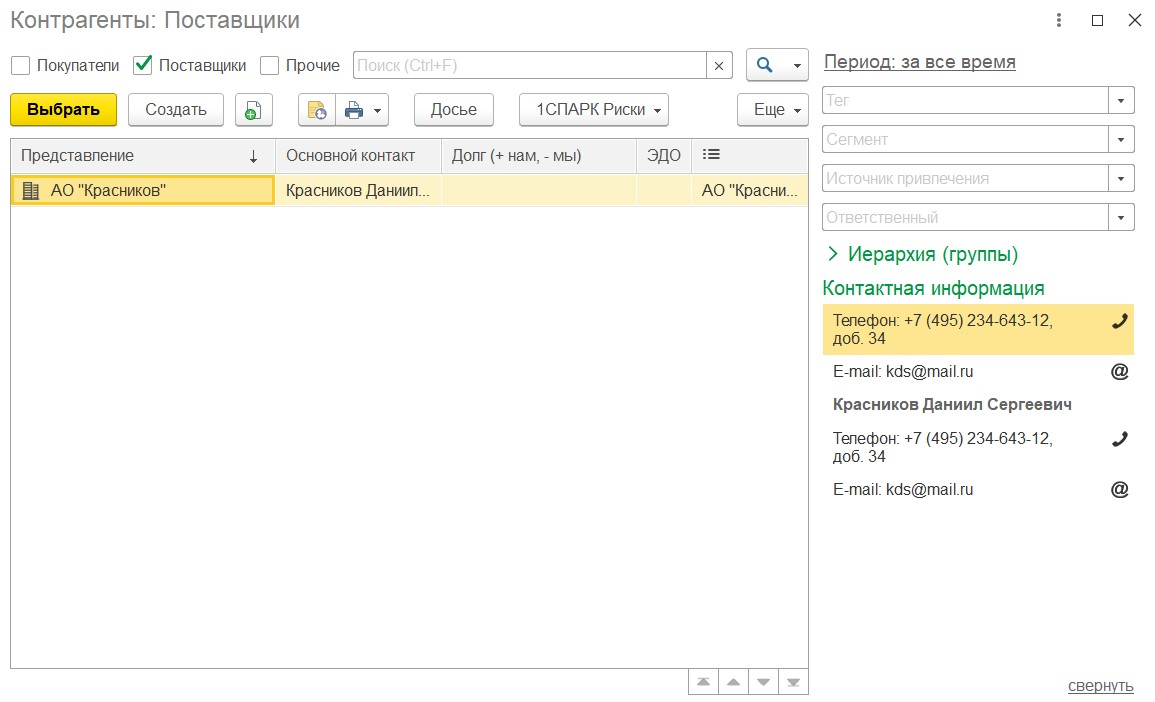 Контрагенты: Поставщики
Покупатели Поставщики Прочие Поиск (Ctrl+F)
Период: за все время
Выбрать Создать Досье 1СПАРК Риски Еще
Тег
Сегмент
Источник привлечения
Ответственный
Представление Основной контакт Долг (+ нам, - мы) ЭДО
АО "Красников" Красников Даниил... АО "Красни...
Иерархия (группы)
Контактная информация
Телефон: +7 (495) 234-643-12,
доб. 34
E-mail: kds@mail.ru
Красников Даниил Сергеевич
Телефон: +7 (495) 234-643-12,
доб. 34
E-mail: kds@mail.ru
свернуть